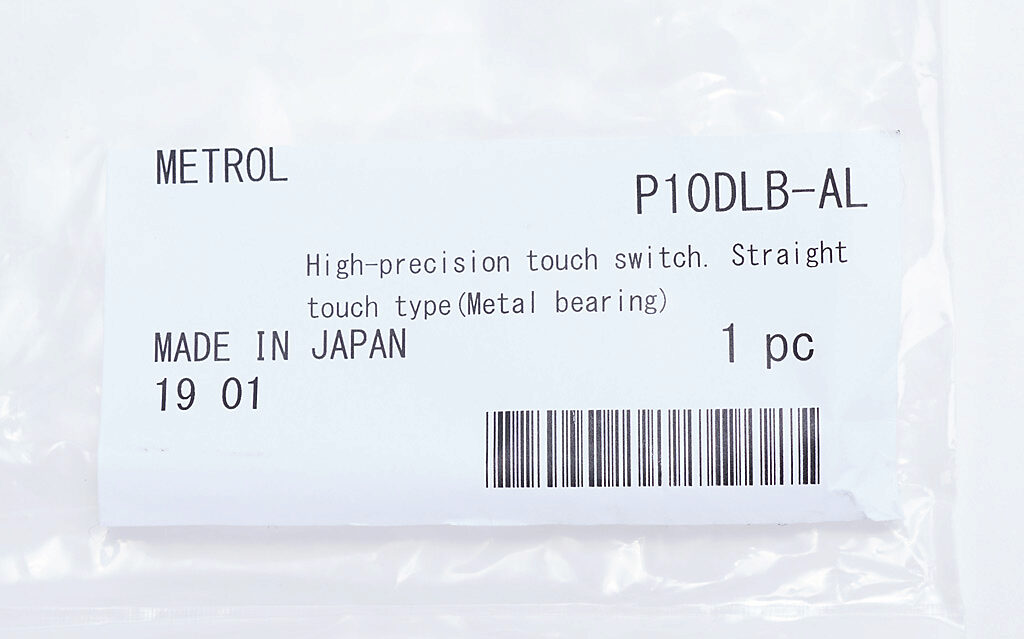 METROL
P10DLB-AL
High-precision touch switch. Straight
touch type(Metal bearing)
MADE IN JAPAN
1 pc
19 01